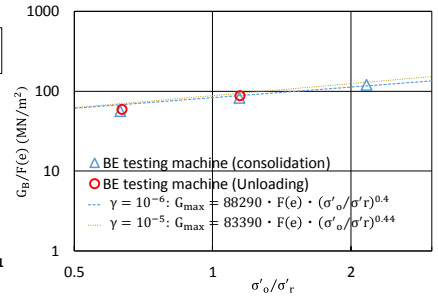 1000
100
10
1
G_B/F(e) (MN/m²)
△ BE testing machine (consolidation)
○ BE testing machine (Unloading)
γ = 10⁻⁶: G_max = 88290・F(e)・(σ'_o/σ'r)^0.4
γ = 10⁻⁵: G_max = 83390・F(e)・(σ'_o/σ'r)^0.44
0.5 1 2
σ'_o/σ'_r
1